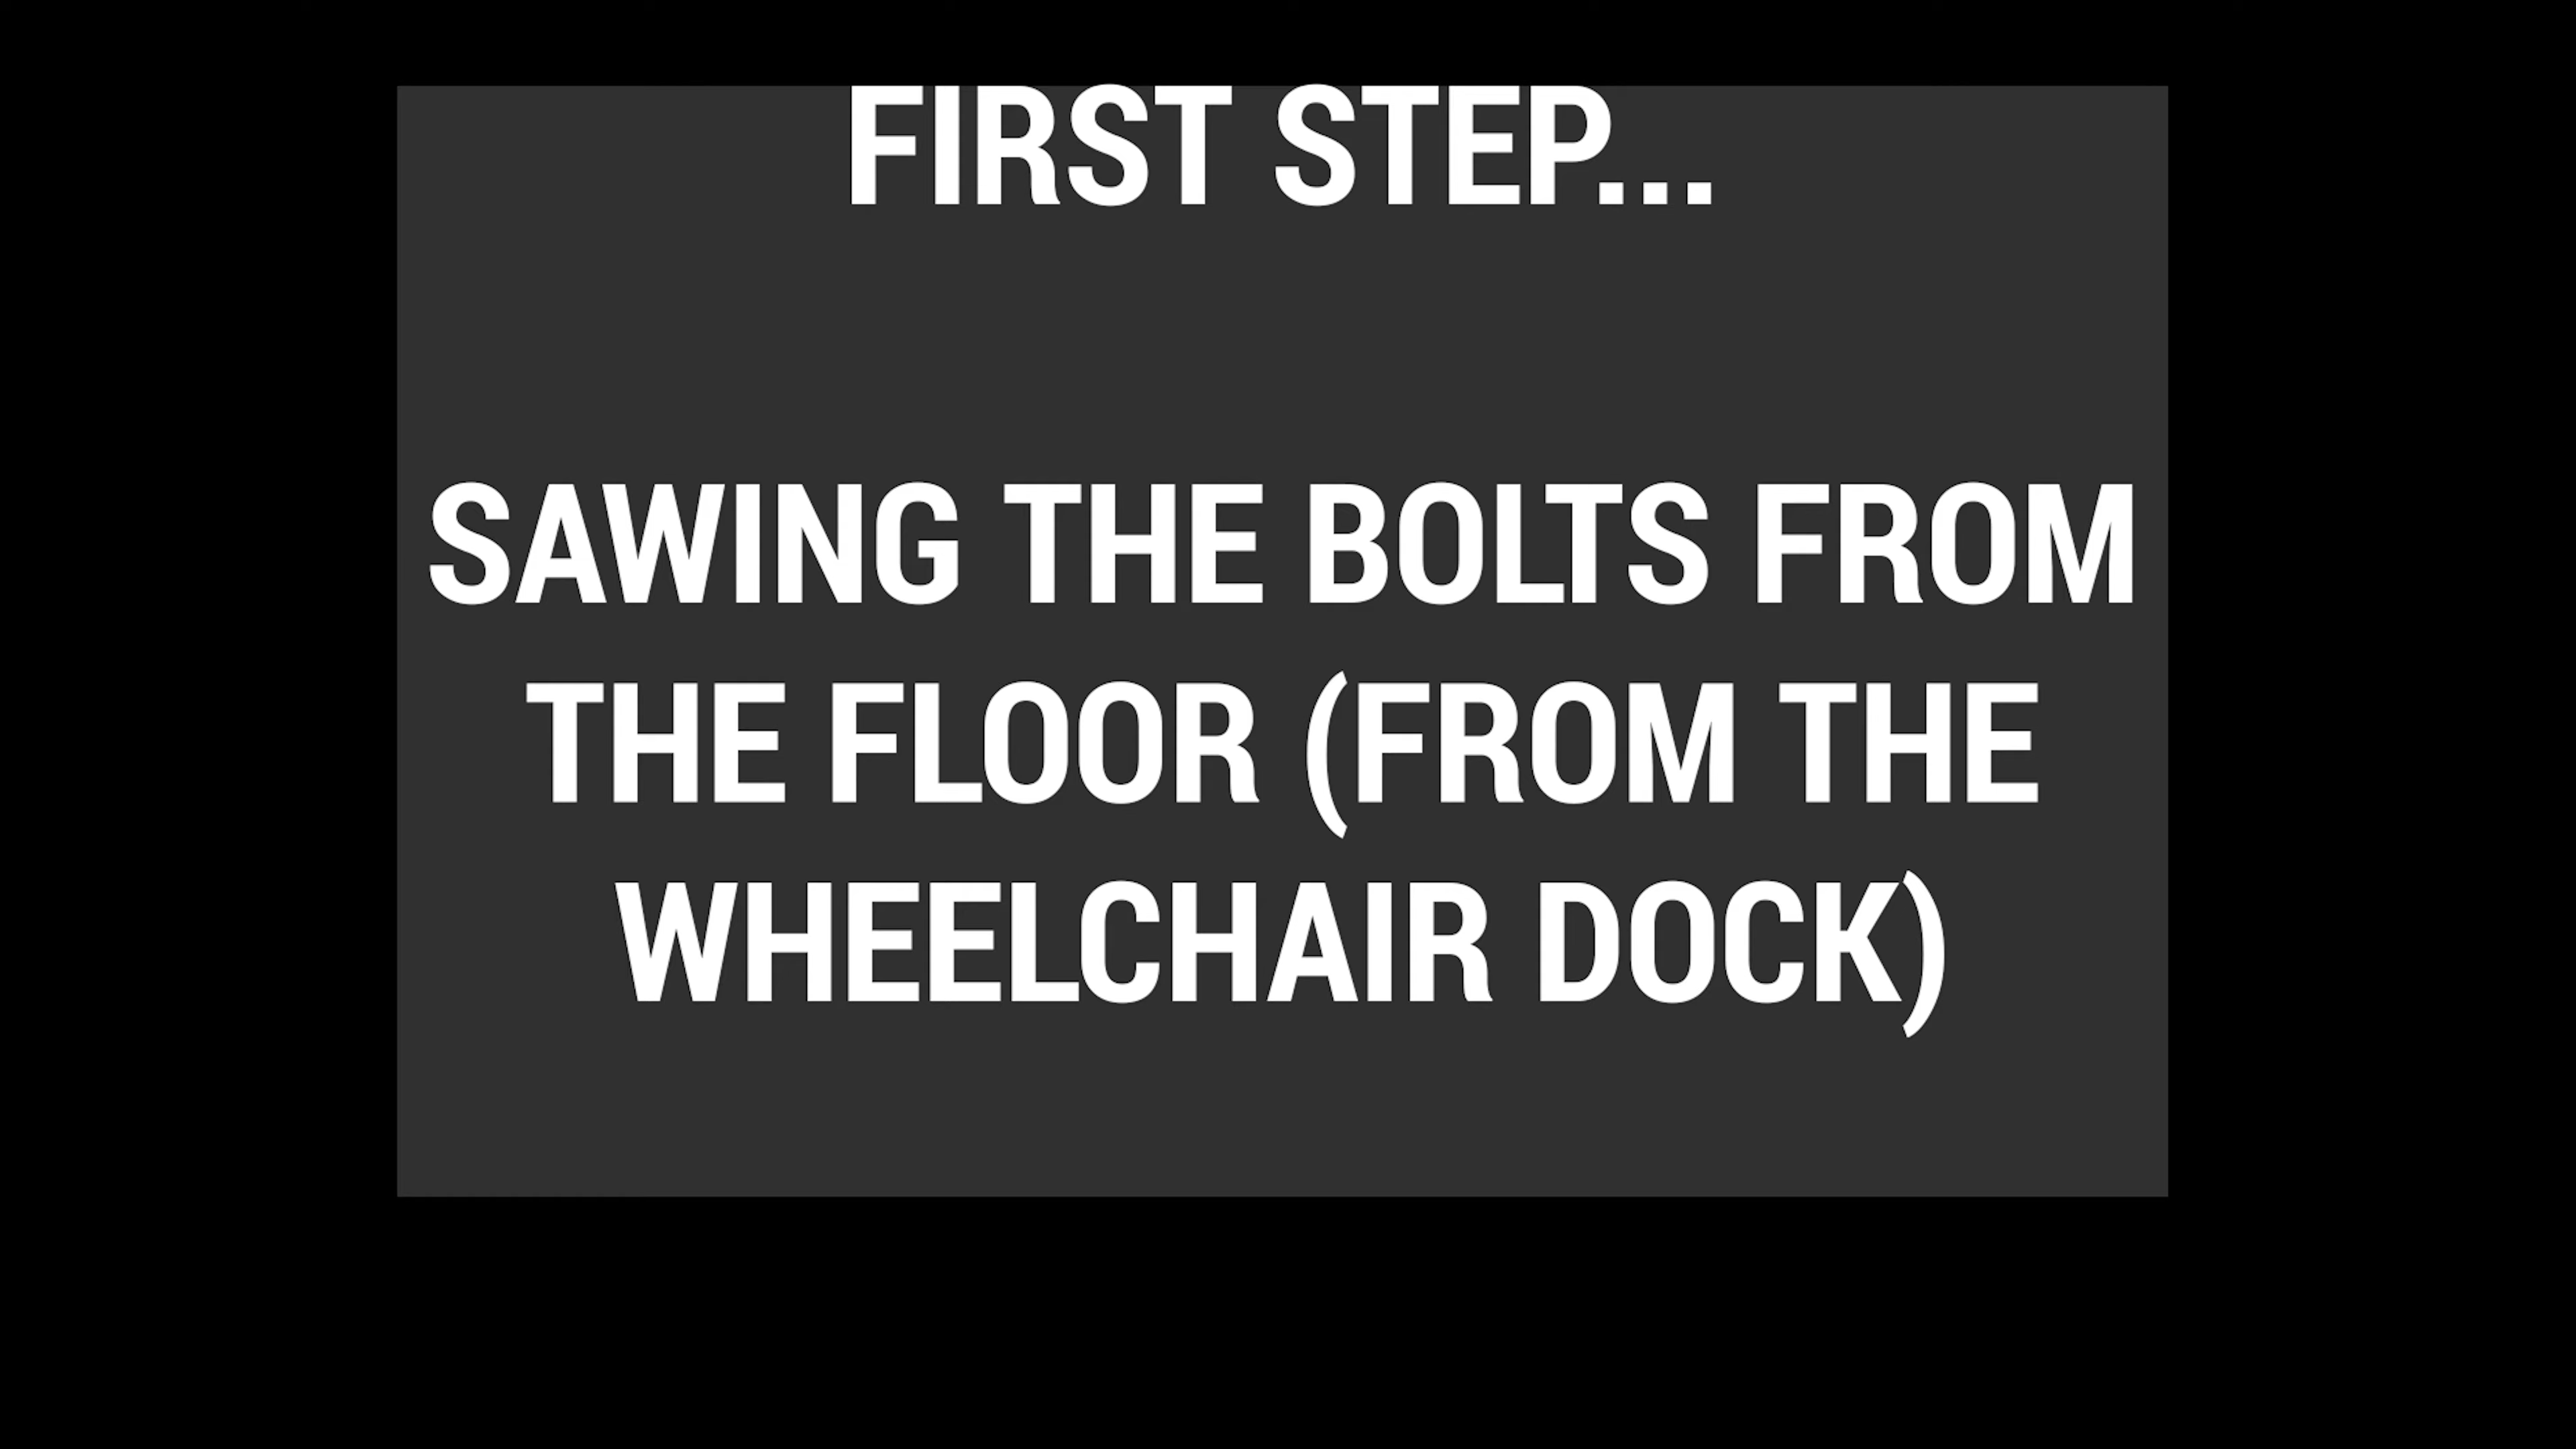 FIRST STEP...
SAWING THE BOLTS FROM
THE FLOOR (FROM THE
WHEELCHAIR DOCK)